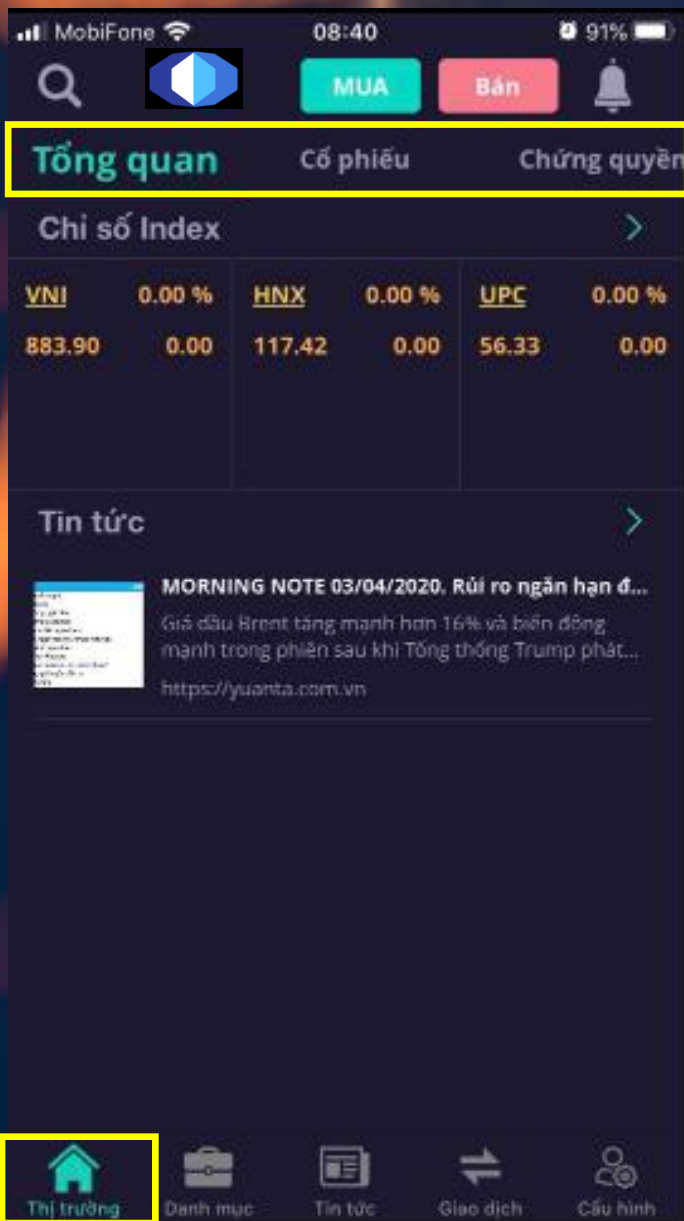 MobiFone 08:40 91%
MUA Bán
Tổng quan Cổ phiếu Chứng quyền
Chỉ số Index
VNI 0.00 % HNX 0.00 % UPC 0.00 %
883.90 0.00 117.42 0.00 56.33 0.00
Tin tức
MORNING NOTE 03/04/2020. Rủi ro ngắn hạn đ...
Giá dầu Brent tăng mạnh hơn 16% và biến động
mạnh trong phiên sau khi Tổng thống Trump phát...
https://yuanta.com.vn
Thị trường Danh mục Tin tức Giao dịch Cấu hình